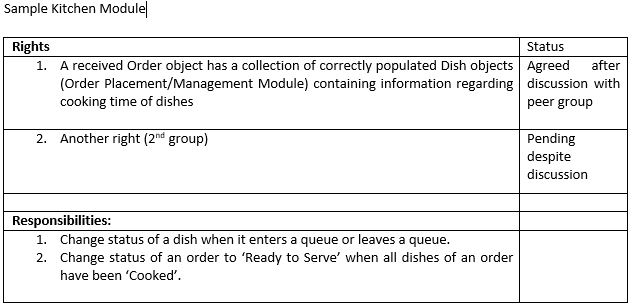 Sample Kitchen Module
Rights
Status
1. A received Order object has a collection of correctly populated Dish objects
(Order Placement/Management Module) containing information regarding
cooking time of dishes
Agreed after
discussion with
peer group
2. Another right (2nd group)
Pending
despite
discussion
Responsibilities:
1. Change status of a dish when it enters a queue or leaves a queue.
2. Change status of an order to ‘Ready to Serve’ when all dishes of an order
have been ‘Cooked’.